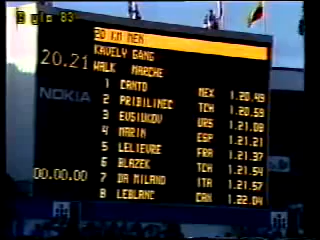 20 KM MEN
KAVELY GANG
WALK MARCHE
20.21
NOKIA
1 CANTO MEX 1.20.49
2 PRIBILINEC TCH 1.20.59
3 EVSIUKOV URS 1.21.08
4 MARIN ESP 1.21.21
5 LELIEVRE FRA 1.21.37
6 BLAZEK TCH 1.21.54
7 DA MILANO ITA 1.21.57
8 LEBLANC CAN 1.22.04
00.00.00